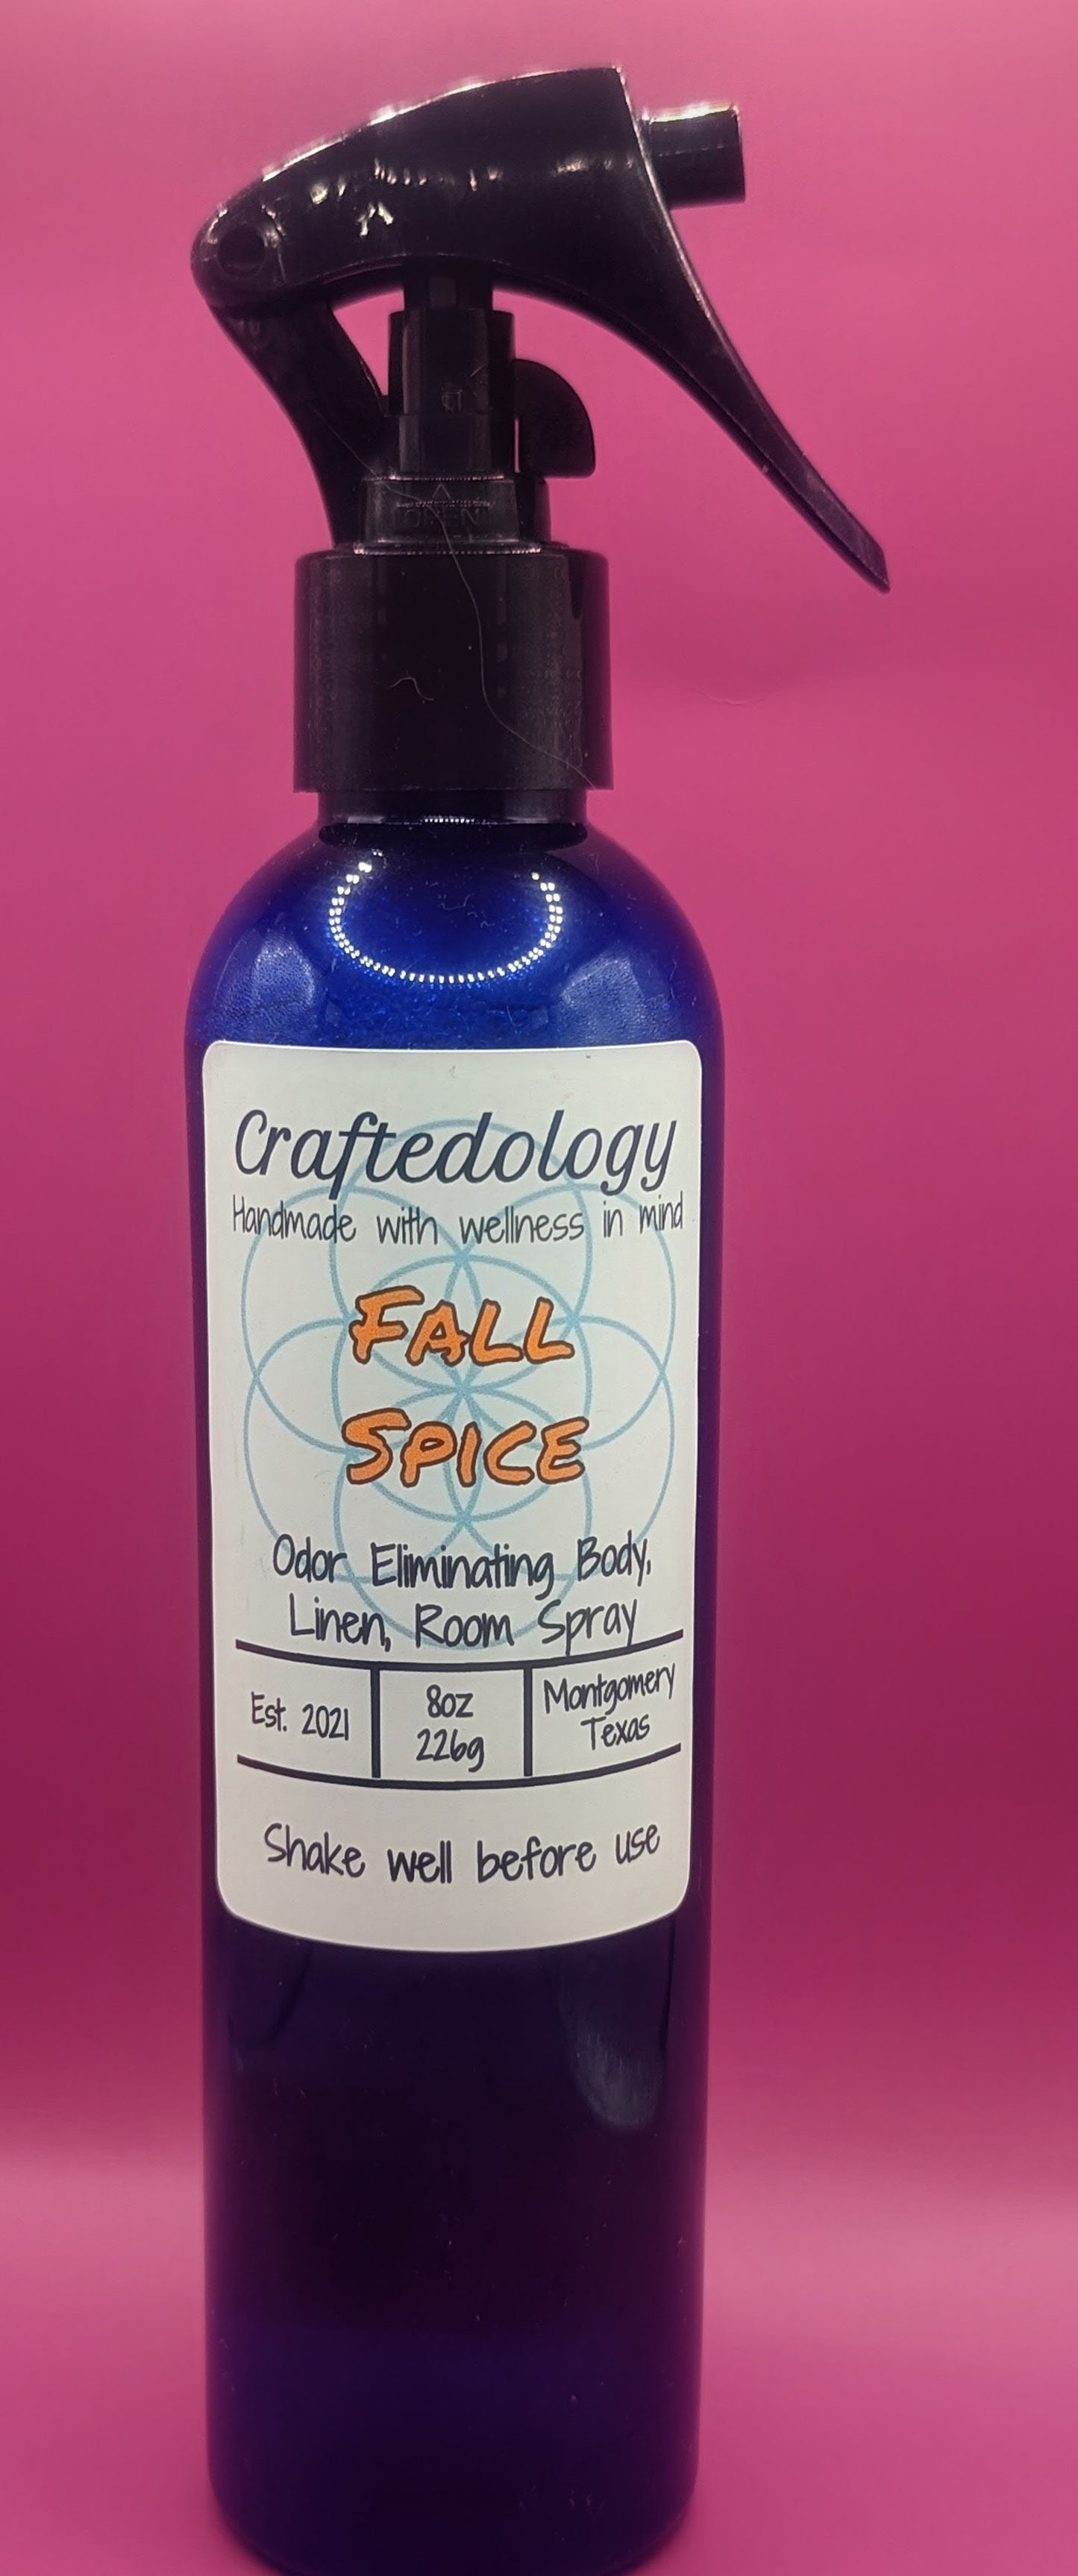 OPEN
Craftedology
Handmade with wellness in mind
FALL
SPICE
Odor Eliminating Body,
Linen, Room Spray
Est. 2021
8oz
226g
Montgomery
Texas
Shake well before use